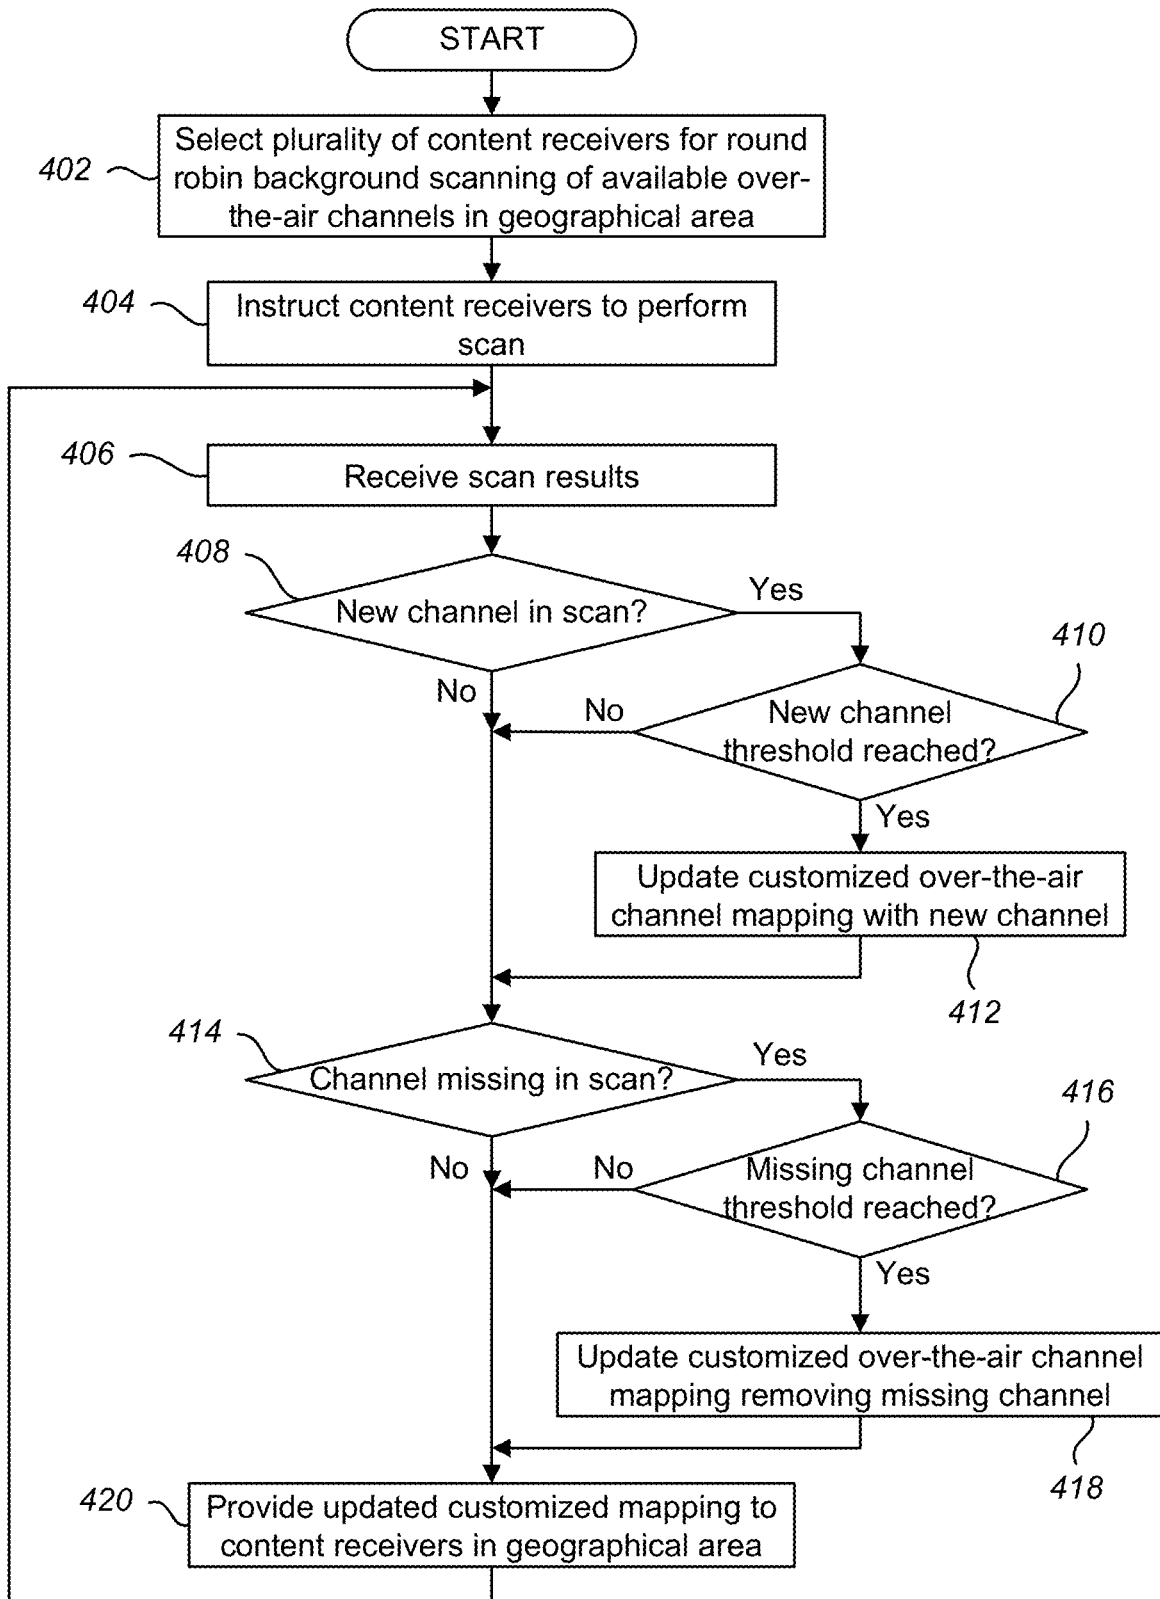 START
402
Select plurality of content receivers for round
robin background scanning of available over-
the-air channels in geographical area
404
Instruct content receivers to perform
scan
406
Receive scan results
408
New channel in scan?
Yes
No
410
New channel
threshold reached?
No
Yes
Update customized over-the-air
channel mapping with new channel
412
414
Channel missing in scan?
Yes
No
416
Missing channel
threshold reached?
No
Yes
Update customized over-the-air channel
mapping removing missing channel
418
420
Provide updated customized mapping to
content receivers in geographical area